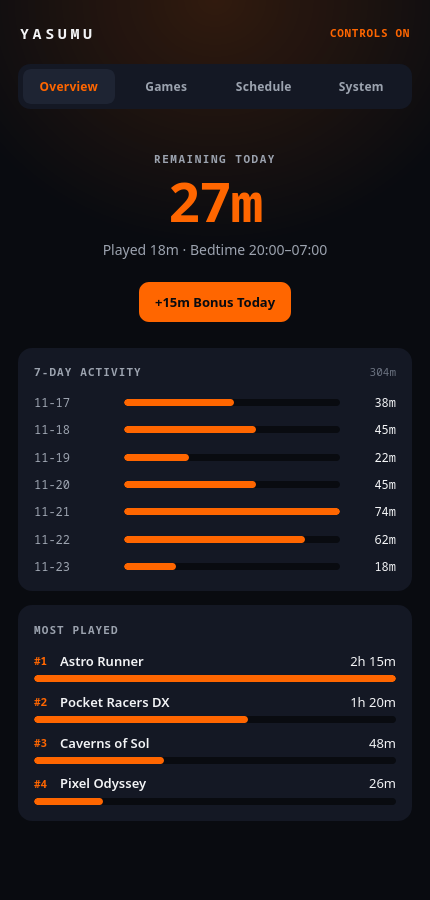 YASUMU CONTROLS ON
Overview Games Schedule System
REMAINING TODAY
27m
Played 18m · Bedtime 20:00–07:00
+15m Bonus Today
7-DAY ACTIVITY 304m
11-17 38m
11-18 45m
11-19 22m
11-20 45m
11-21 74m
11-22 62m
11-23 18m
MOST PLAYED
#1 Astro Runner 2h 15m
#2 Pocket Racers DX 1h 20m
#3 Caverns of Sol 48m
#4 Pixel Odyssey 26m